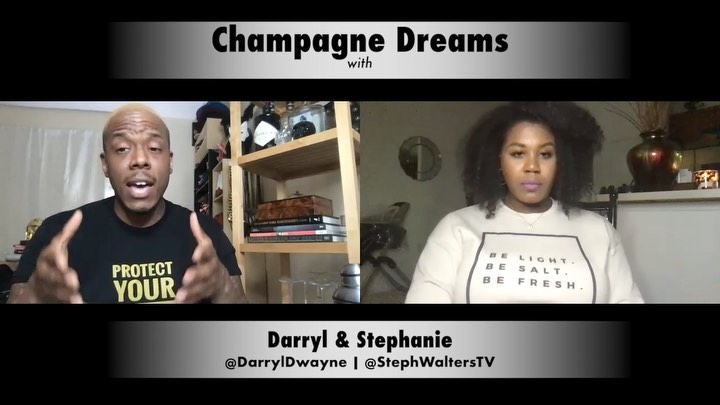 Champagne Dreams
with
PROTECT
YOUR
BE LIGHT.
BE SALT.
BE FRESH.
Darryl & Stephanie
@DarrylDwayne | @StephWaltersTV